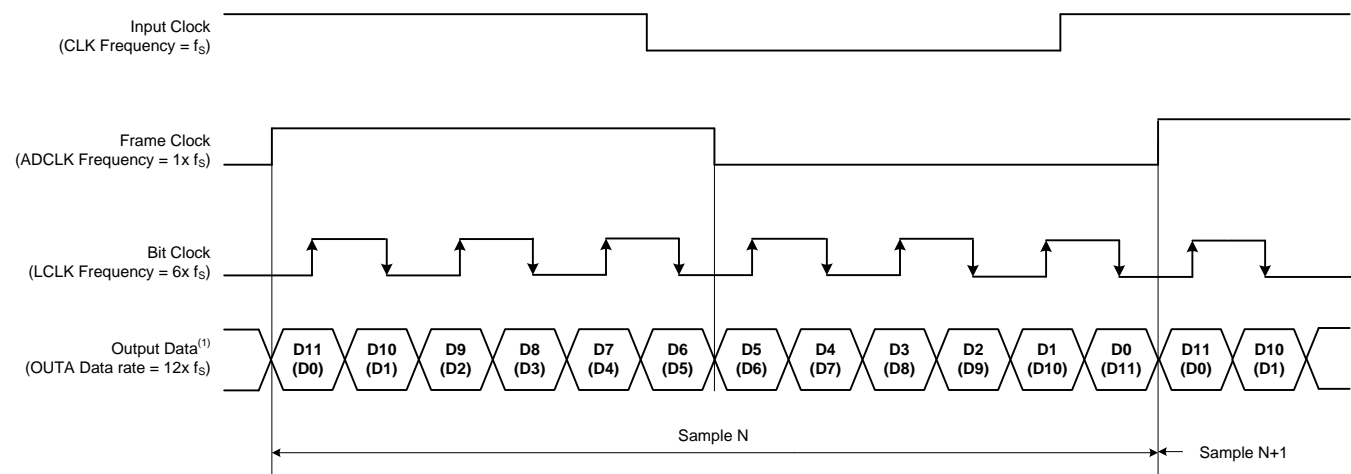 Input Clock
(CLK Frequency = fS)
Frame Clock
(ADCLK Frequency = 1x fS)
Bit Clock
(LCLK Frequency = 6x fS)
Output Data(1)
(OUTA Data rate = 12x fS)
D11 D10 D9 D8 D7 D6 D5 D4 D3 D2 D1 D0 D11 D10
(D0) (D1) (D2) (D3) (D4) (D5) (D6) (D7) (D8) (D9) (D10) (D11) (D0) (D1)
Sample N
Sample N+1